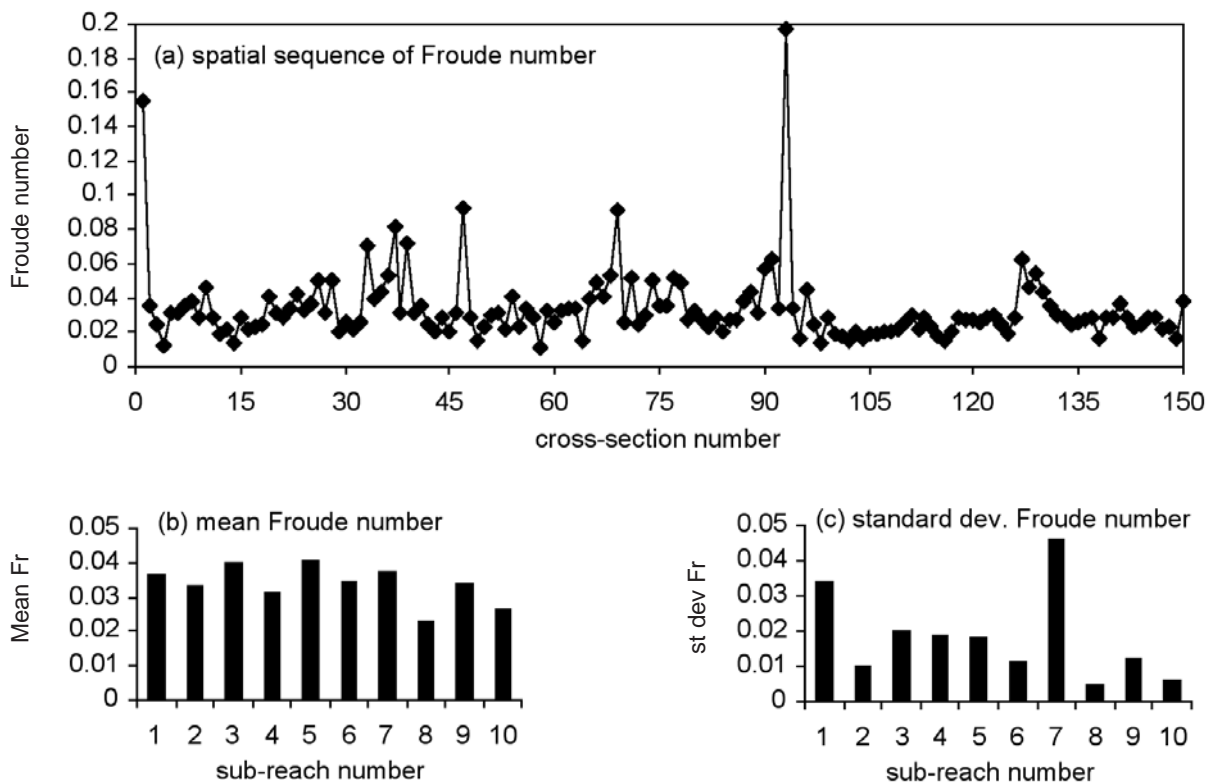 (a) spatial sequence of Froude number
Froude number
0.2
0.18
0.16
0.14
0.12
0.1
0.08
0.06
0.04
0.02
0
0 15 30 45 60 75 90 105 120 135 150
cross-section number
(b) mean Froude number
Mean Fr
0.05
0.04
0.03
0.02
0.01
0
1 2 3 4 5 6 7 8 9 10
sub-reach number
(c) standard dev. Froude number
st dev Fr
0.05
0.04
0.03
0.02
0.01
0
1 2 3 4 5 6 7 8 9 10
sub-reach number